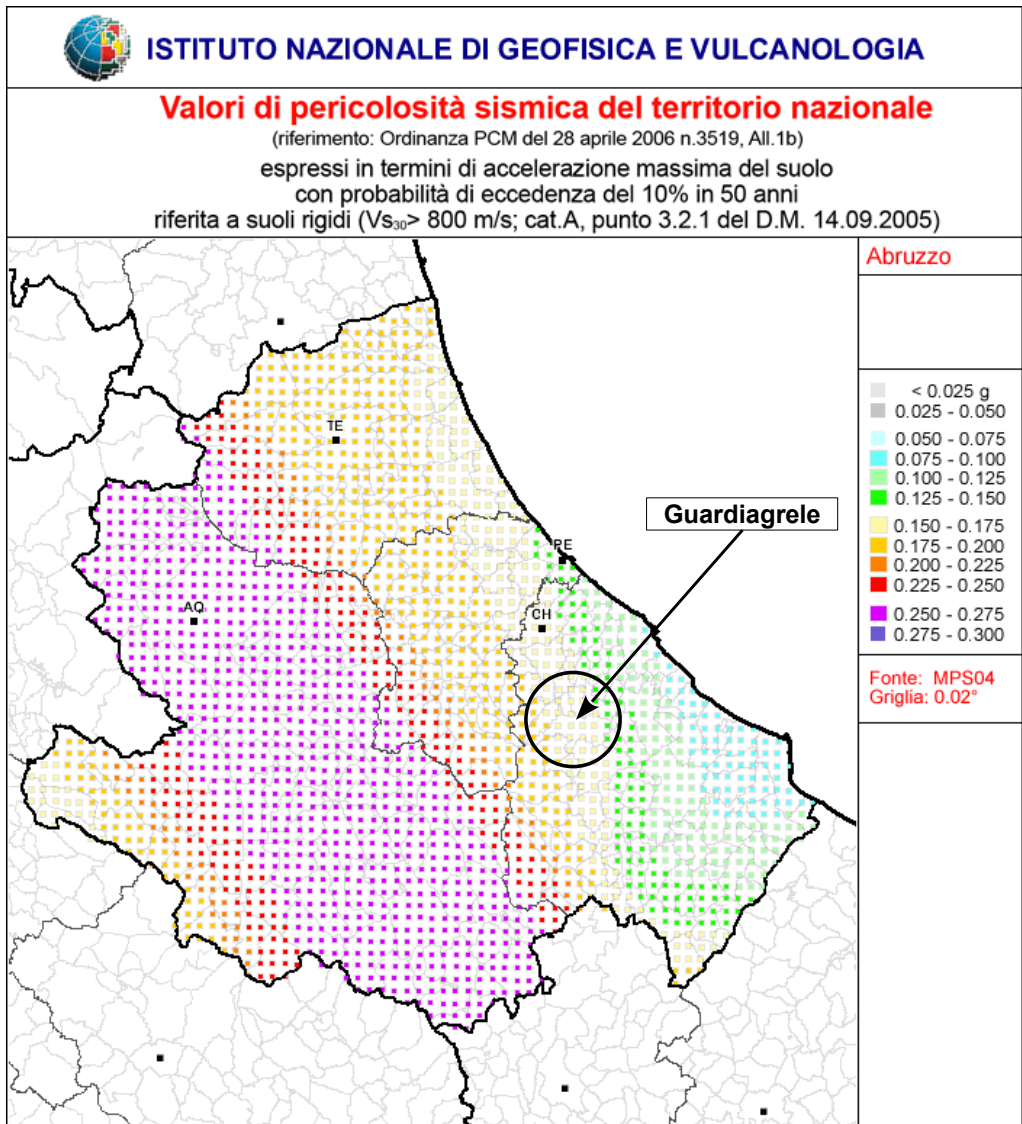 ISTITUTO NAZIONALE DI GEOFISICA E VULCANOLOGIA
Valori di pericolosità sismica del territorio nazionale
(riferimento: Ordinanza PCM del 28 aprile 2006 n.3519, All.1b)
espressi in termini di accelerazione massima del suolo
con probabilità di eccedenza del 10% in 50 anni
riferita a suoli rigidi (Vs30> 800 m/s; cat.A, punto 3.2.1 del D.M. 14.09.2005)
Abruzzo
< 0.025 g
0.025 - 0.050
0.050 - 0.075
0.075 - 0.100
0.100 - 0.125
0.125 - 0.150
0.150 - 0.175
0.175 - 0.200
0.200 - 0.225
0.225 - 0.250
0.250 - 0.275
0.275 - 0.300
Fonte: MPS04
Griglia: 0.02°
TE
Guardiagrele
PE
AQ
CH